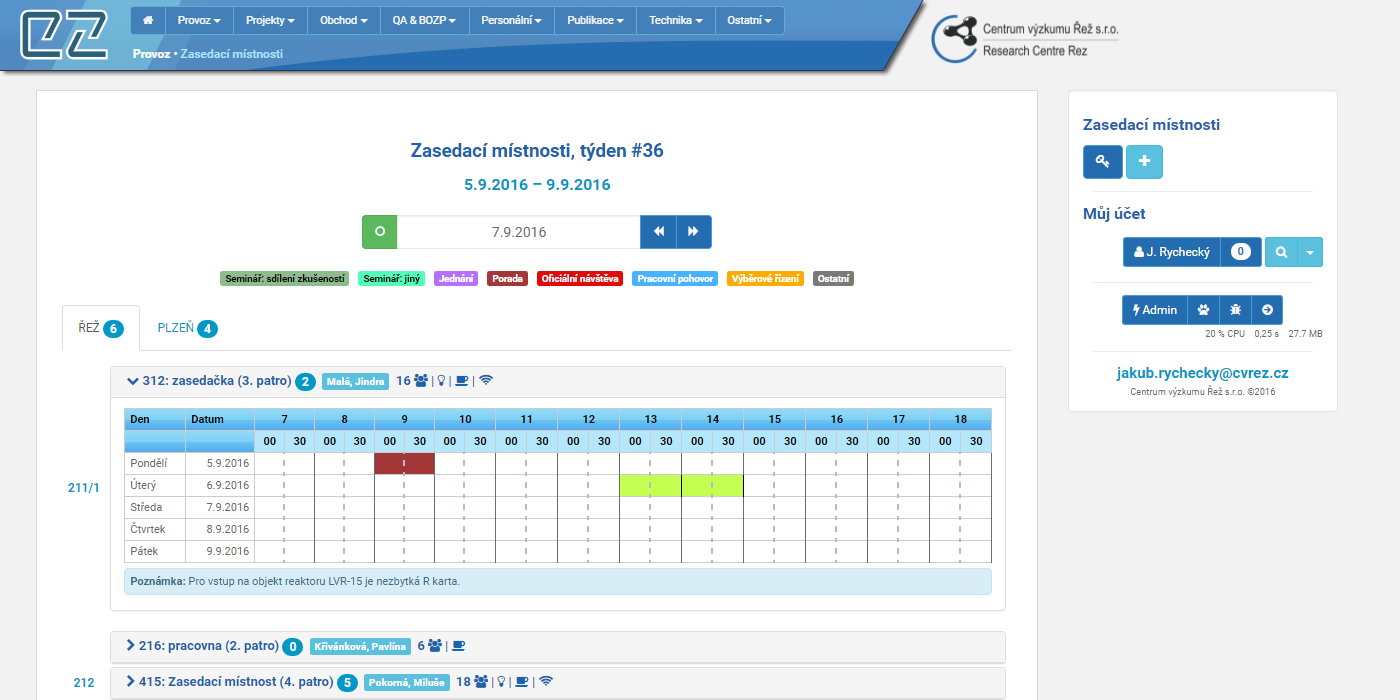 Provoz Projekty Obchod QA & BOZP Personální Publikace Technika Ostatní
Provoz • Zasedací místnosti
Centrum výzkumu Řež s.r.o.
Research Centre Rez
Zasedací místnosti, týden #36
5.9.2016 – 9.9.2016
7.9.2016
Seminář: sdílení zkušeností Seminář: jiný Jednání Porada Oficiální návštěva Pracovní pohovor Výběrové řízení Ostatní
ŘEŽ 6 PLZEŇ 4
312: zasedačka (3. patro) 2 Malá, Jindra 16 | | |
Den Datum 7 8 9 10 11 12 13 14 15 16 17 18
00 30 00 30 00 30 00 30 00 30 00 30 00 30 00 30 00 30 00 30 00 30 00 30
Pondělí 5.9.2016
211/1
Úterý 6.9.2016
Středa 7.9.2016
Čtvrtek 8.9.2016
Pátek 9.9.2016
Poznámka: Pro vstup na objekt reaktoru LVR-15 je nezbytká R karta.
216: pracovna (2. patro) 0 Křivánková, Pavlína 6 |
212
415: Zasedací místnost (4. patro) 5 Pokorná, Miluše 18 | | |
Zasedací místnosti
Můj účet
J. Rychecký 0
Admin
20 % CPU 0,25 s 27.7 MB
jakub.rychecky@cvrez.cz
Centrum výzkumu Řež s.r.o. ©2016